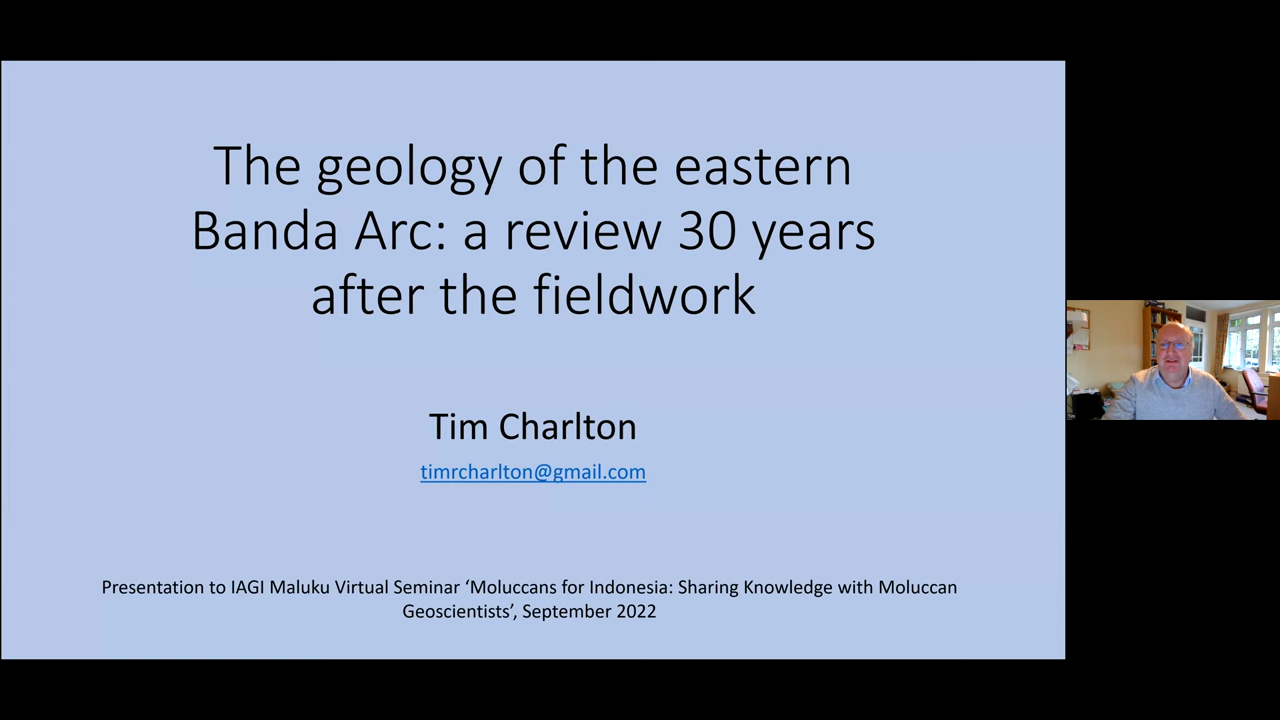 The geology of the eastern
Banda Arc: a review 30 years
after the fieldwork
Tim Charlton
timrcharlton@gmail.com
Presentation to IAGI Maluku Virtual Seminar ‘Moluccans for Indonesia: Sharing Knowledge with Moluccan
Geoscientists’, September 2022